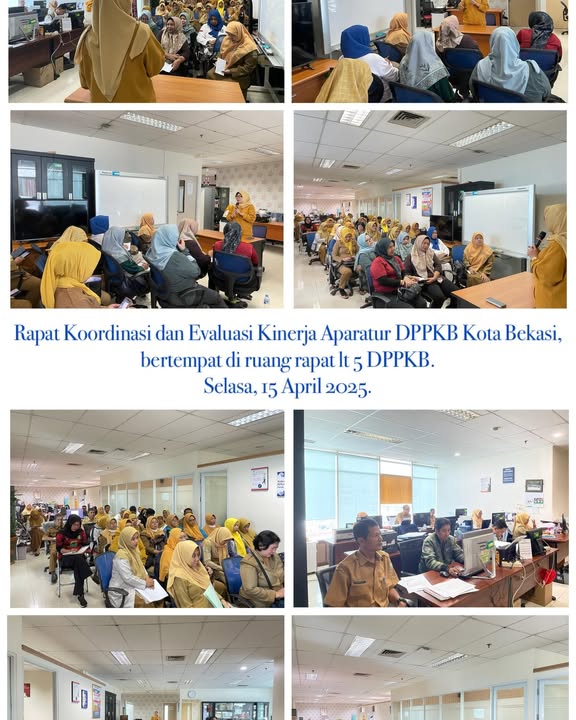 Rapat Koordinasi dan Evaluasi Kinerja Aparatur DPPKB Kota Bekasi,
bertempat di ruang rapat lt 5 DPPKB.
Selasa, 15 April 2025.